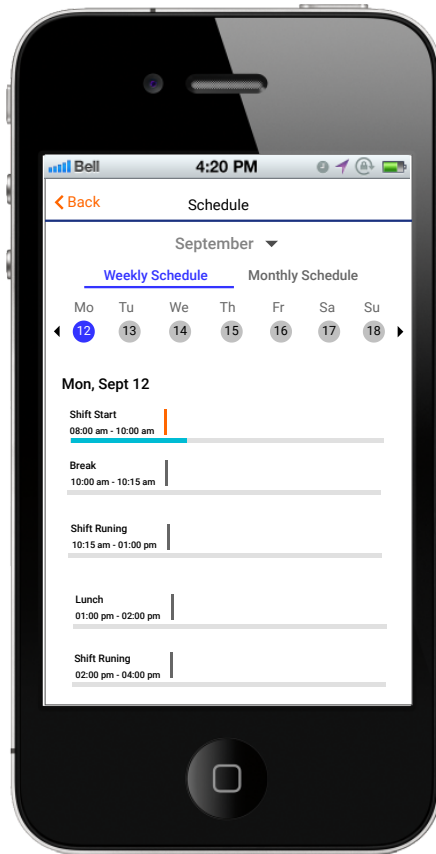 Bell 4:20 PM
Back Schedule
September
Weekly Schedule Monthly Schedule
Mo Tu We Th Fr Sa Su
12 13 14 15 16 17 18
Mon, Sept 12
Shift Start
08:00 am - 10:00 am
Break
10:00 am - 10:15 am
Shift Runing
10:15 am - 01:00 pm
Lunch
01:00 pm - 02:00 pm
Shift Runing
02:00 pm - 04:00 pm